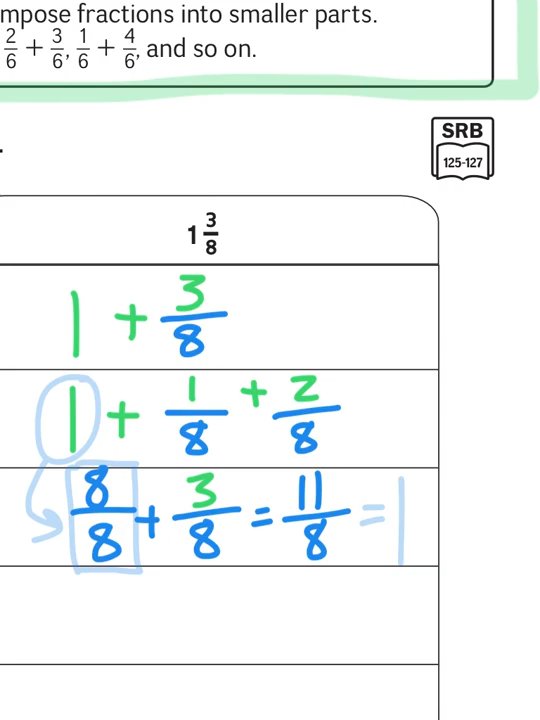 mpose fractions into smaller parts.
2/6 + 3/6, 1/6 + 4/6, and so on.
.
SRB
125-127
1 3/8
1 + 3/8
1 + 1/8 + 2/8
8/8 + 3/8 = 11/8 = 1